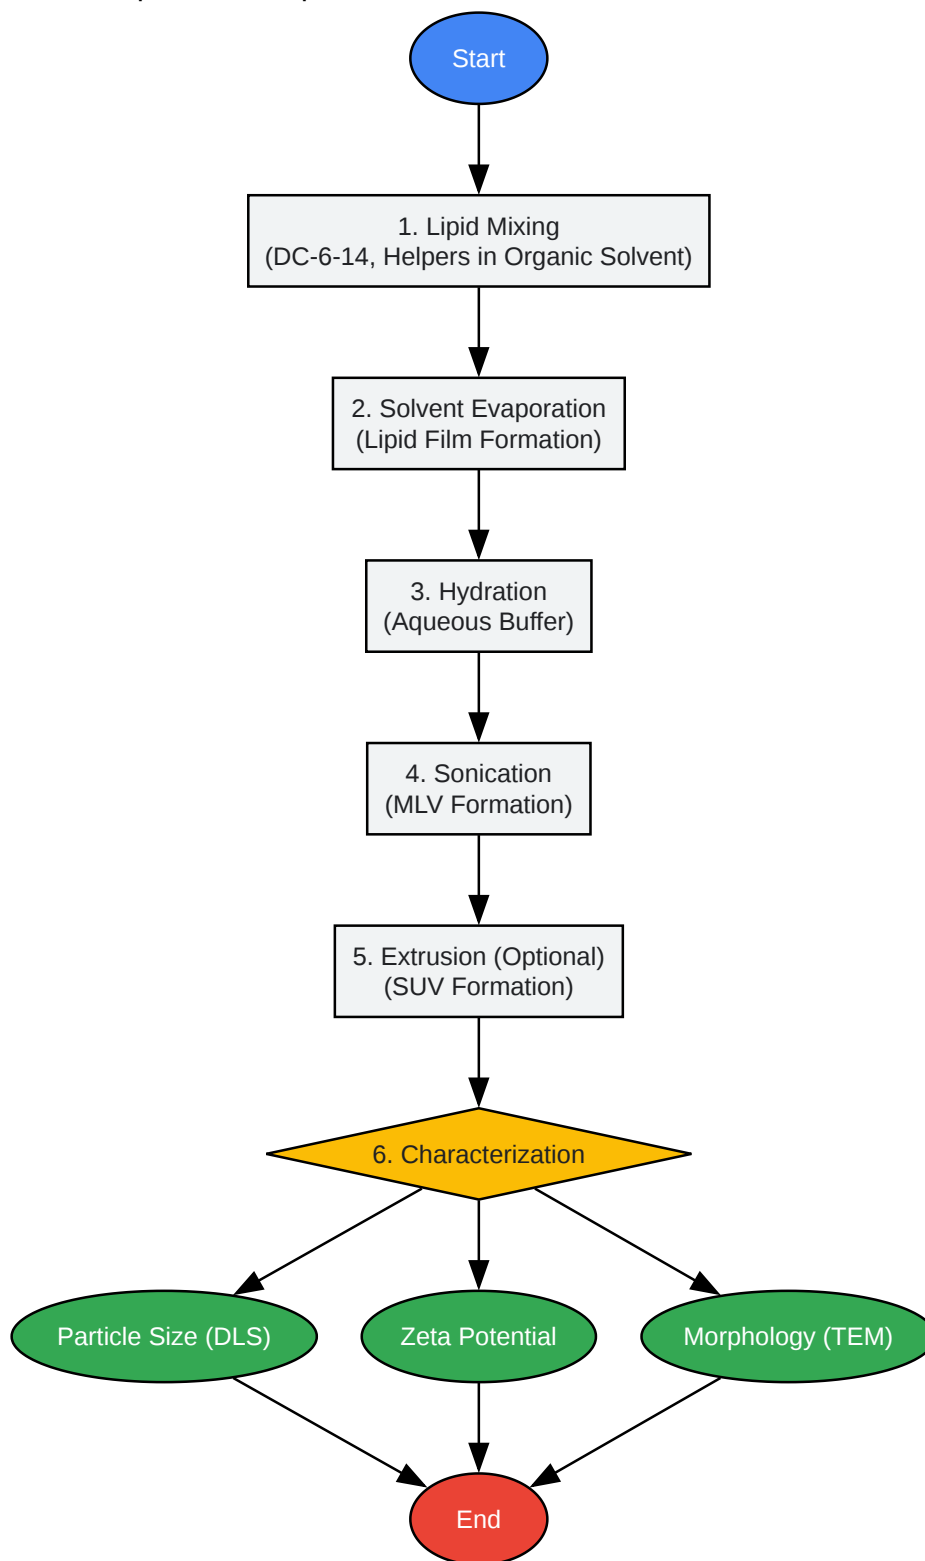 Start
1. Lipid Mixing
(DC-6-14, Helpers in Organic Solvent)
2. Solvent Evaporation
(Lipid Film Formation)
3. Hydration
(Aqueous Buffer)
4. Sonication
(MLV Formation)
5. Extrusion (Optional)
(SUV Formation)
6. Characterization
Particle Size (DLS)
Zeta Potential
Morphology (TEM)
End